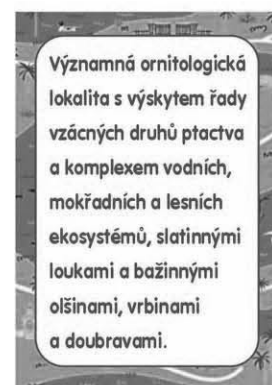 Významná ornitologická
lokalita s výskytem řady
vzácných druhů ptactva
a komplexem vodních,
mokřadních a lesních
ekosystémů, slatinnými
loukami a bažinnými
olšinami, vrbinami
a doubravami.